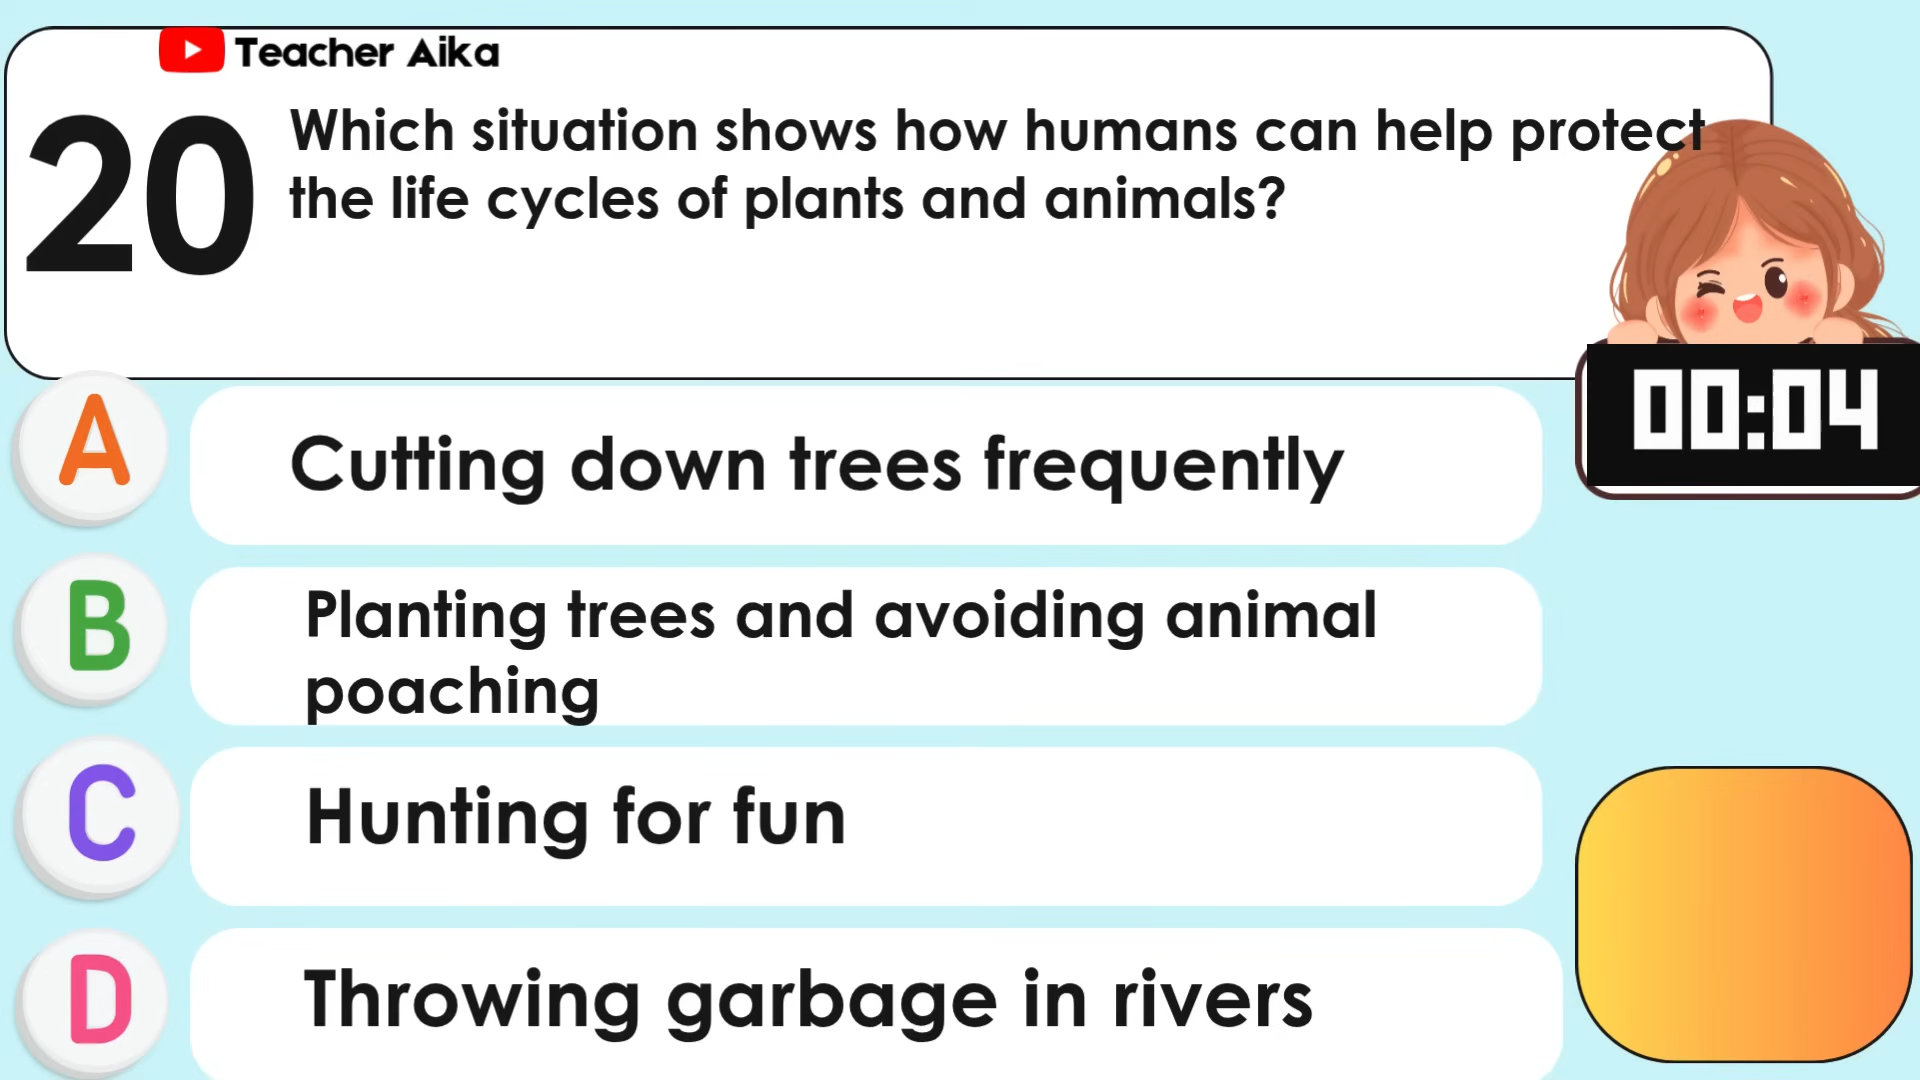 Teacher Aika
20
Which situation shows how humans can help protect
the life cycles of plants and animals?
00:04
A
Cutting down trees frequently
B
Planting trees and avoiding animal
poaching
C
Hunting for fun
D
Throwing garbage in rivers